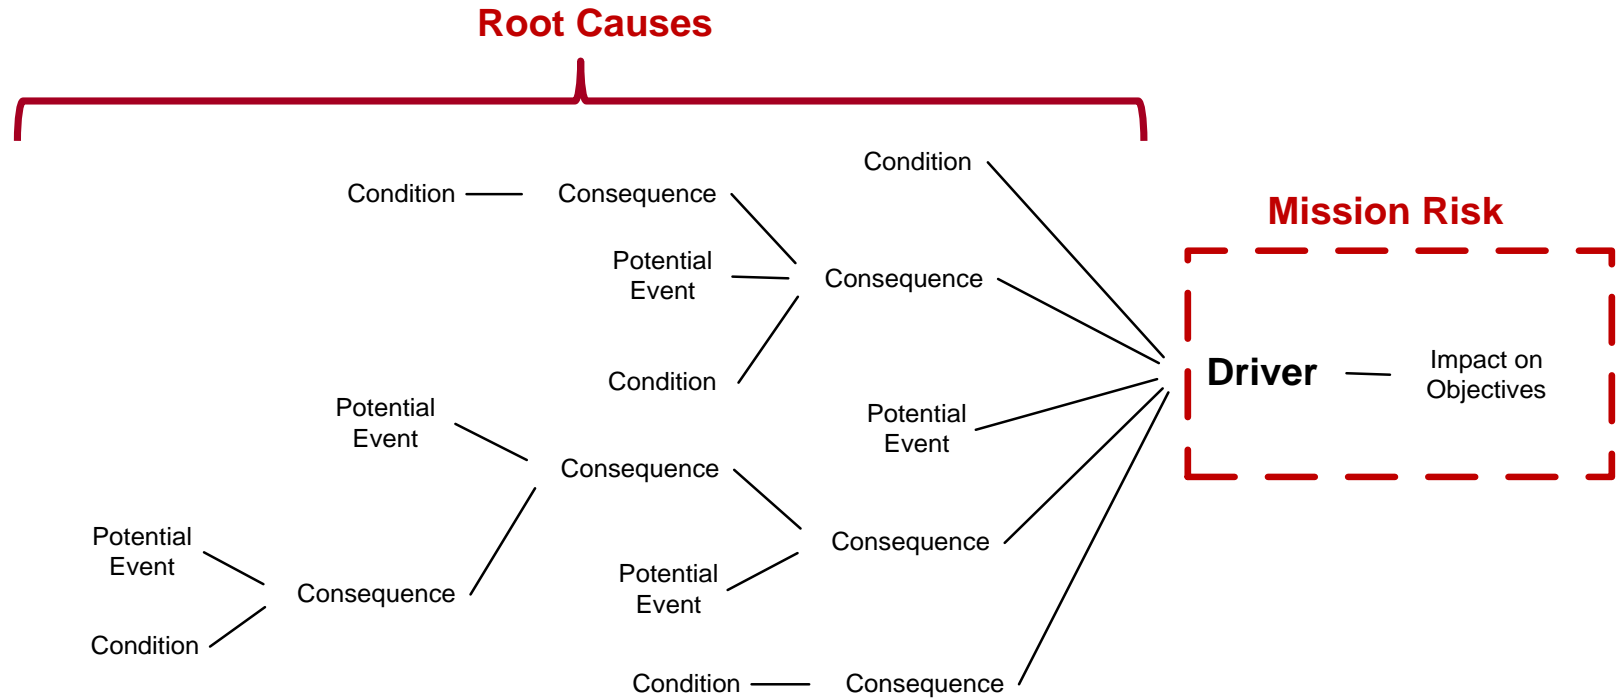 Root Causes
Condition
Condition
Consequence
Mission Risk
Potential
Event
Consequence
Driver
Impact on
Objectives
Condition
Potential
Event
Potential
Event
Consequence
Potential
Event
Consequence
Potential
Event
Consequence
Condition
Condition
Consequence